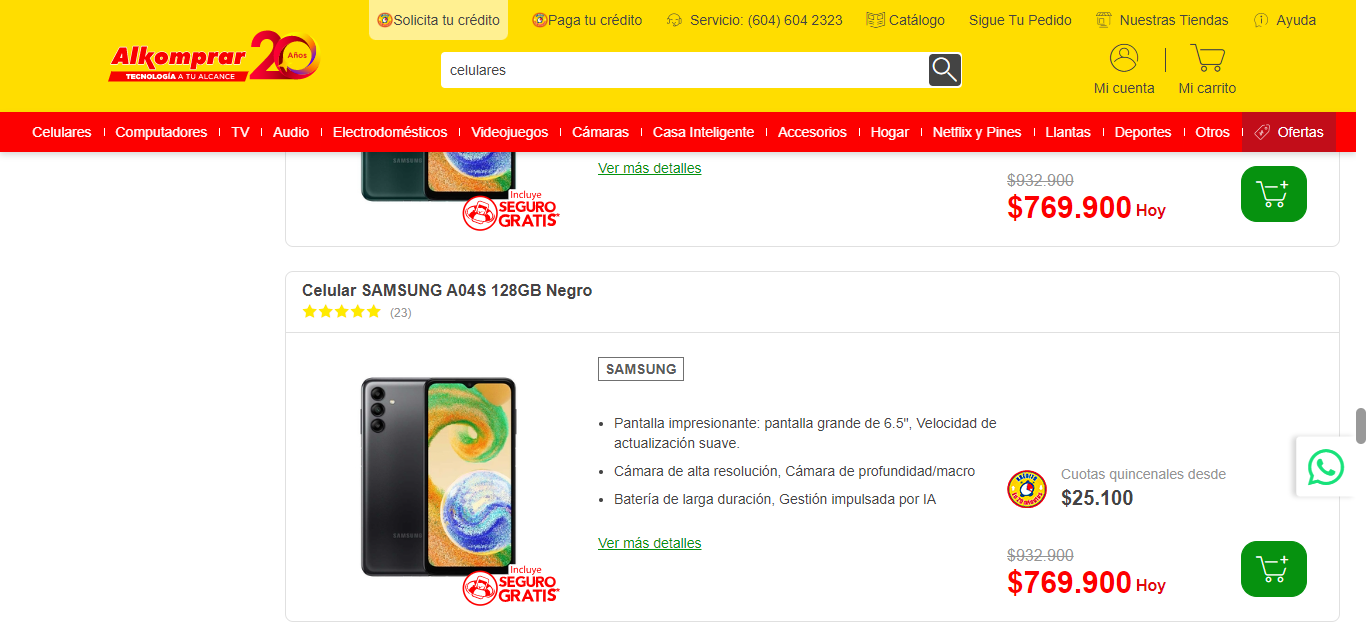 Solicita tu crédito
Paga tu crédito
Servicio: (604) 604 2323
Catálogo
Sigue Tu Pedido
Nuestras Tiendas
Ayuda
Alkomprar 20 Años
TECNOLOGÍA A TU ALCANCE
celulares
Mi cuenta
Mi carrito
Celulares
Computadores
TV
Audio
Electrodomésticos
Videojuegos
Cámaras
Casa Inteligente
Accesorios
Hogar
Netflix y Pines
Llantas
Deportes
Otros
Ofertas
SAMSUNG
Incluye
SEGURO
GRATIS*
Ver más detalles
$932.900
$769.900 Hoy
Celular SAMSUNG A04S 128GB Negro
(23)
SAMSUNG
SAMSUNG
Incluye
SEGURO
GRATIS*
• Pantalla impresionante: pantalla grande de 6.5", Velocidad de
actualización suave.
• Cámara de alta resolución, Cámara de profundidad/macro
• Batería de larga duración, Gestión impulsada por IA
Ver más detalles
Cuotas quincenales desde
$25.100
$932.900
$769.900 Hoy